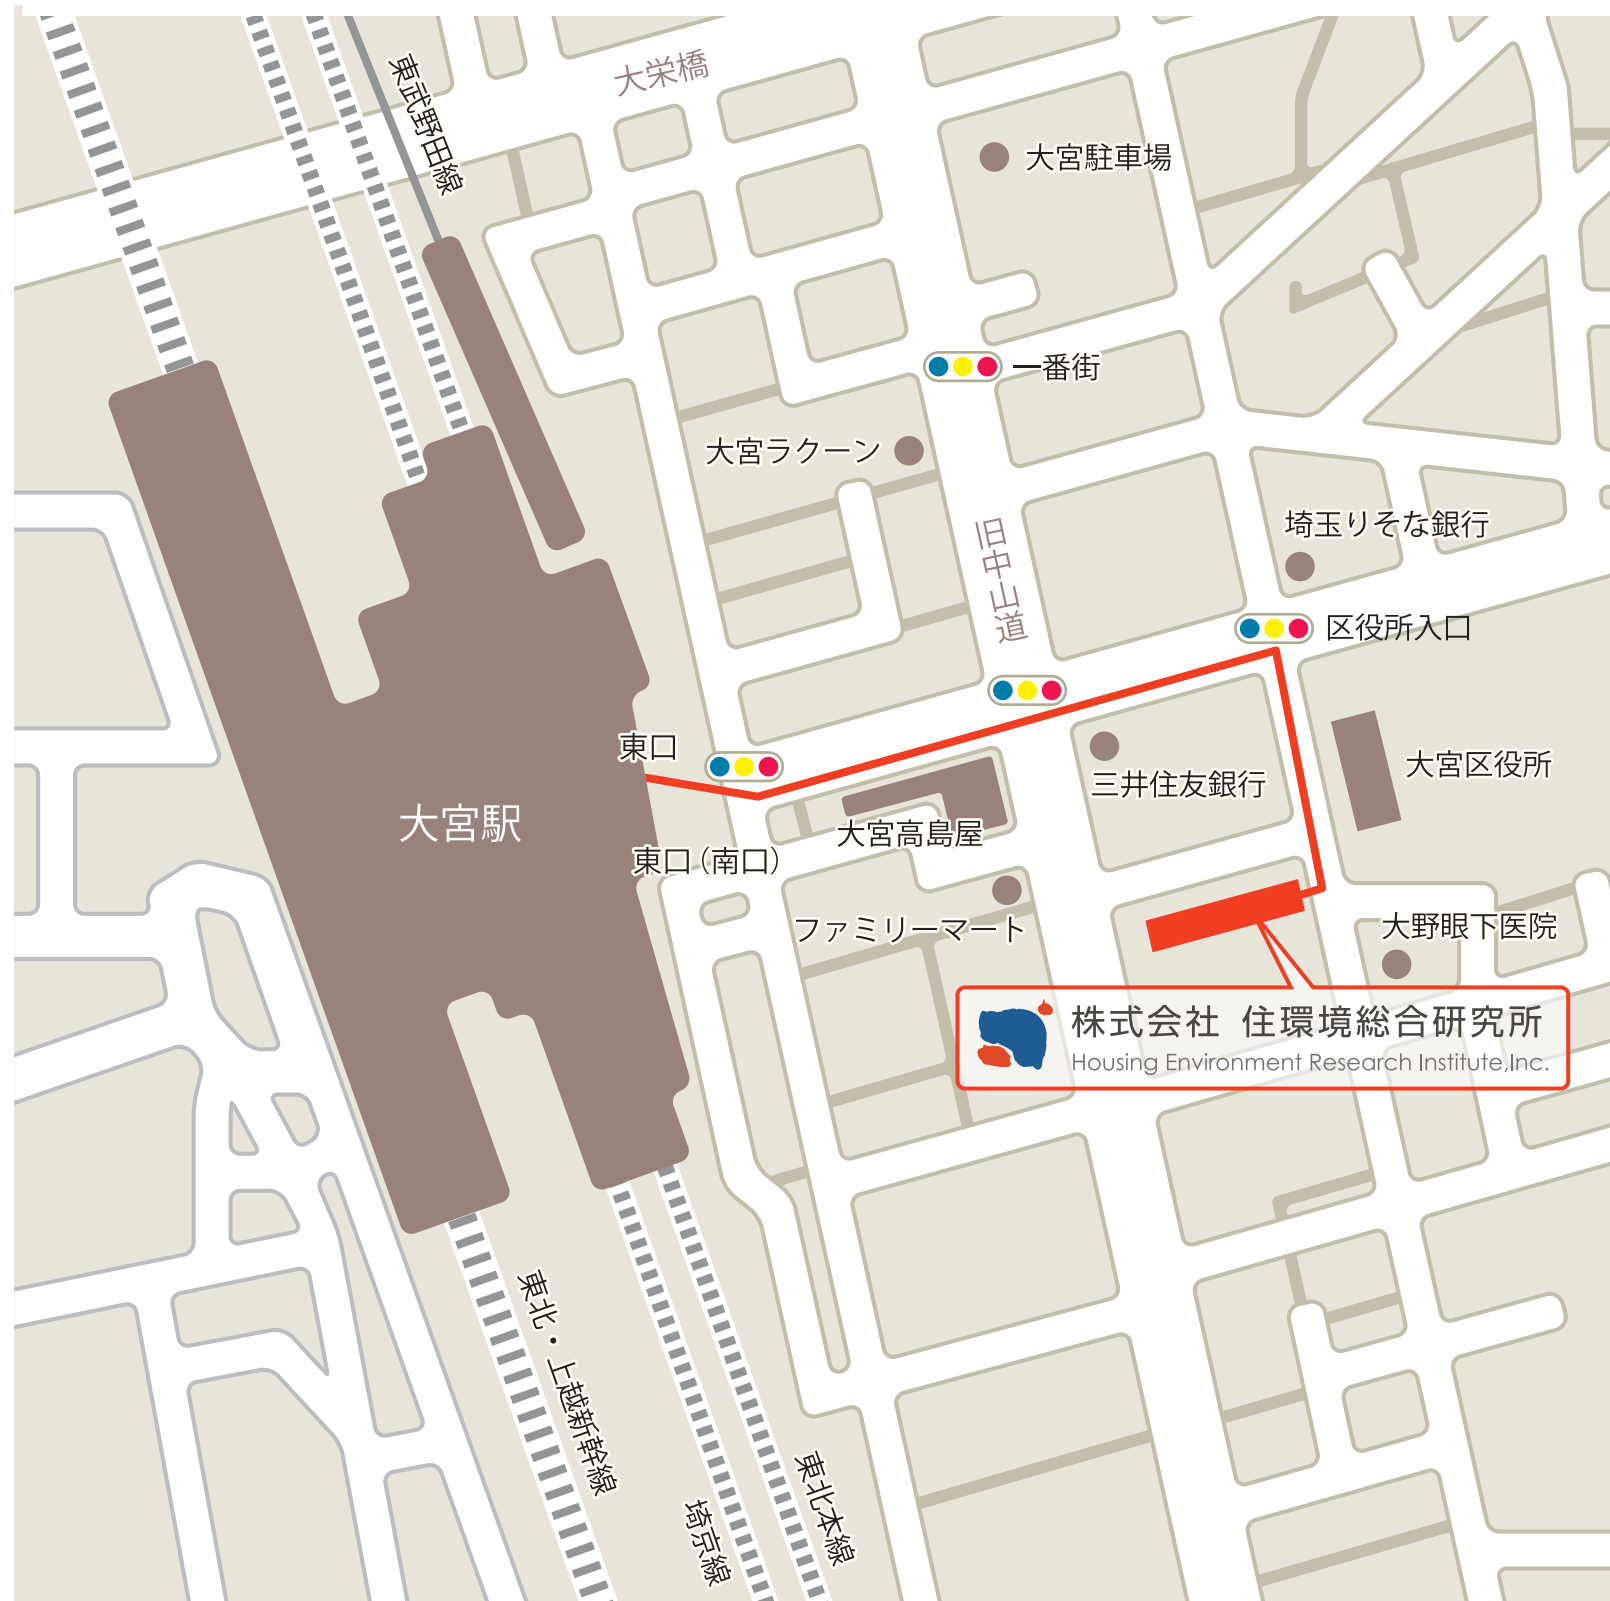 東武野田線
大栄橋
大宮駐車場
一番街
大宮ラクーン
旧中山道
埼玉りそな銀行
区役所入口
東口
大宮区役所
三井住友銀行
大宮駅
大宮高島屋
東口（南口）
ファミリーマート
大野眼下医院
株式会社 住環境総合研究所
Housing Environment Research Institute,Inc.
東北・上越新幹線
埼京線
東北本線